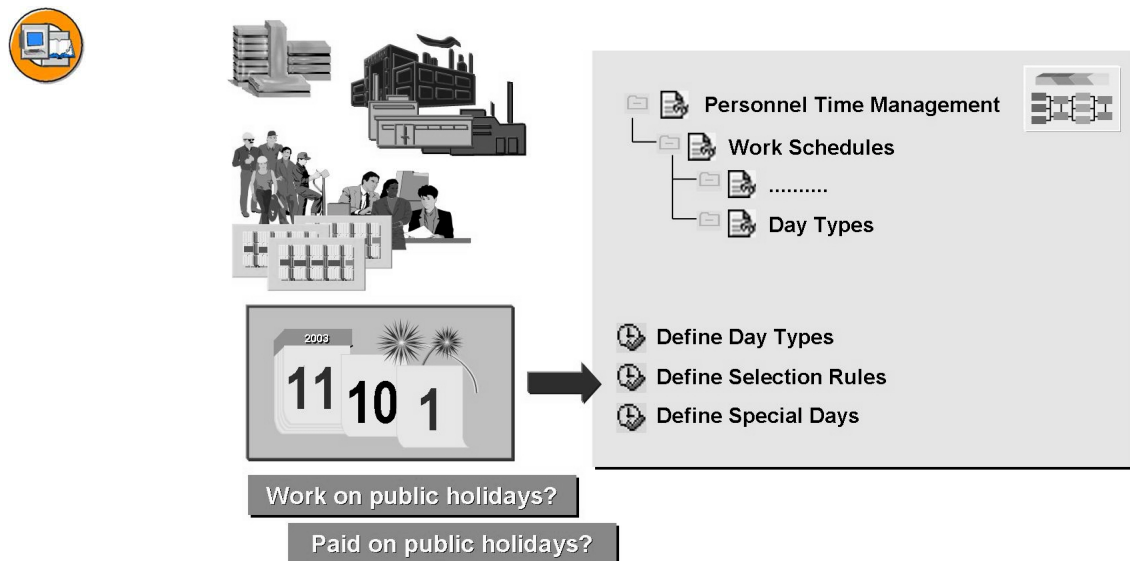 Personnel Time Management
Work Schedules
..........
Day Types
2003
11
10
1
Define Day Types
Define Selection Rules
Define Special Days
Work on public holidays?
Paid on public holidays?